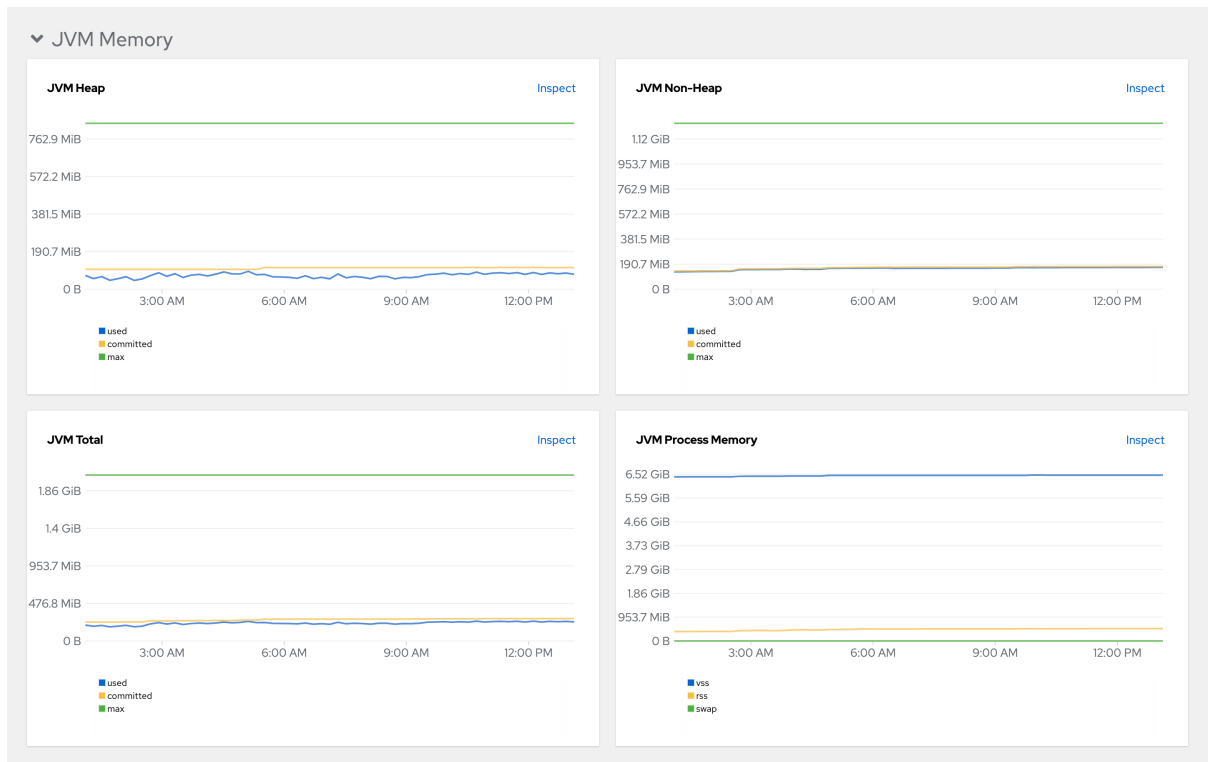 JVM Memory
JVM Heap
Inspect
762.9 MiB
572.2 MiB
381.5 MiB
190.7 MiB
0 B
3:00 AM 6:00 AM 9:00 AM 12:00 PM
used
committed
max
JVM Non-Heap
Inspect
1.12 GiB
953.7 MiB
762.9 MiB
572.2 MiB
381.5 MiB
190.7 MiB
0 B
3:00 AM 6:00 AM 9:00 AM 12:00 PM
used
committed
max
JVM Total
Inspect
1.86 GiB
1.4 GiB
953.7 MiB
476.8 MiB
0 B
3:00 AM 6:00 AM 9:00 AM 12:00 PM
used
committed
max
JVM Process Memory
Inspect
6.52 GiB
5.59 GiB
4.66 GiB
3.73 GiB
2.79 GiB
1.86 GiB
953.7 MiB
0 B
3:00 AM 6:00 AM 9:00 AM 12:00 PM
vss
rss
swap